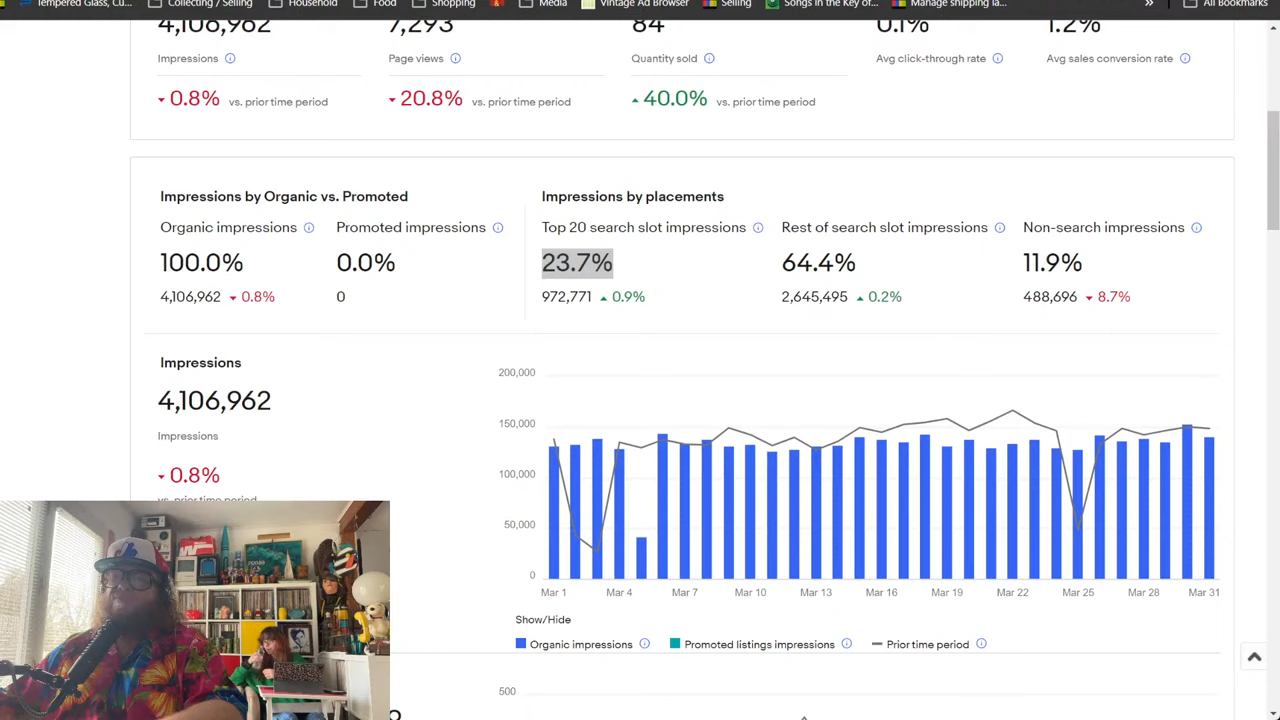 Tempered Glass, Cu...
Collecting / Selling
Household
Food
Shopping
Media
Vintage Ad Browser
Selling
Songs in the Key of...
Manage shipping la...
»
All Bookmarks
4,106,962
7,293
84
0.1%
1.2%
Impressions
Page views
Quantity sold
Avg click-through rate
Avg sales conversion rate
0.8% vs. prior time period
20.8% vs. prior time period
40.0% vs. prior time period
Impressions by Organic vs. Promoted
Impressions by placements
Organic impressions
Promoted impressions
Top 20 search slot impressions
Rest of search slot impressions
Non-search impressions
100.0%
0.0%
23.7%
64.4%
11.9%
4,106,962 0.8%
0
972,771 0.9%
2,645,495 0.2%
488,696 8.7%
Impressions
4,106,962
Impressions
0.8%
vs. prior time period
200,000
150,000
100,000
50,000
0
Mar 1
Mar 4
Mar 7
Mar 10
Mar 13
Mar 16
Mar 19
Mar 22
Mar 25
Mar 28
Mar 31
Show/Hide
Organic impressions
Promoted listings impressions
Prior time period
500